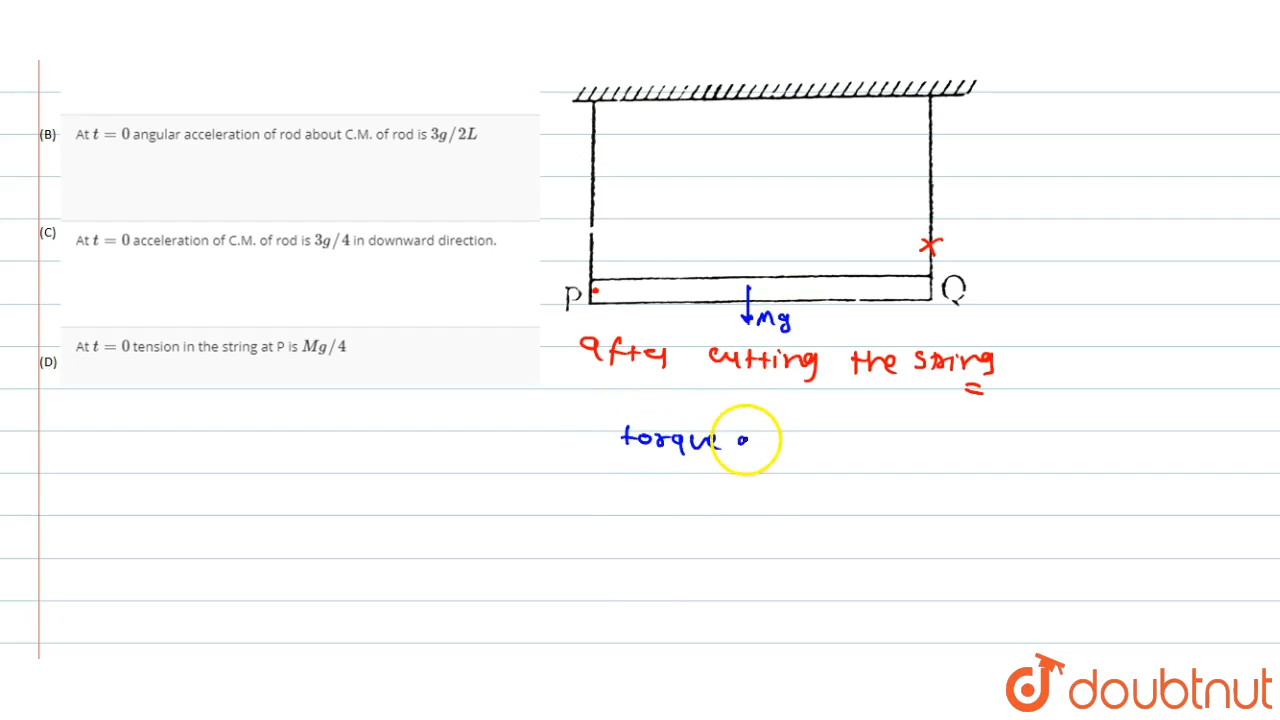 (B) At t = 0 angular acceleration of rod about C.M. of rod is 3g/2L
(C) At t = 0 acceleration of C.M. of rod is 3g/4 in downward direction.
(D) At t = 0 tension in the string at P is Mg/4
P
Q
Mg
after cutting the string
torque
doubtnut